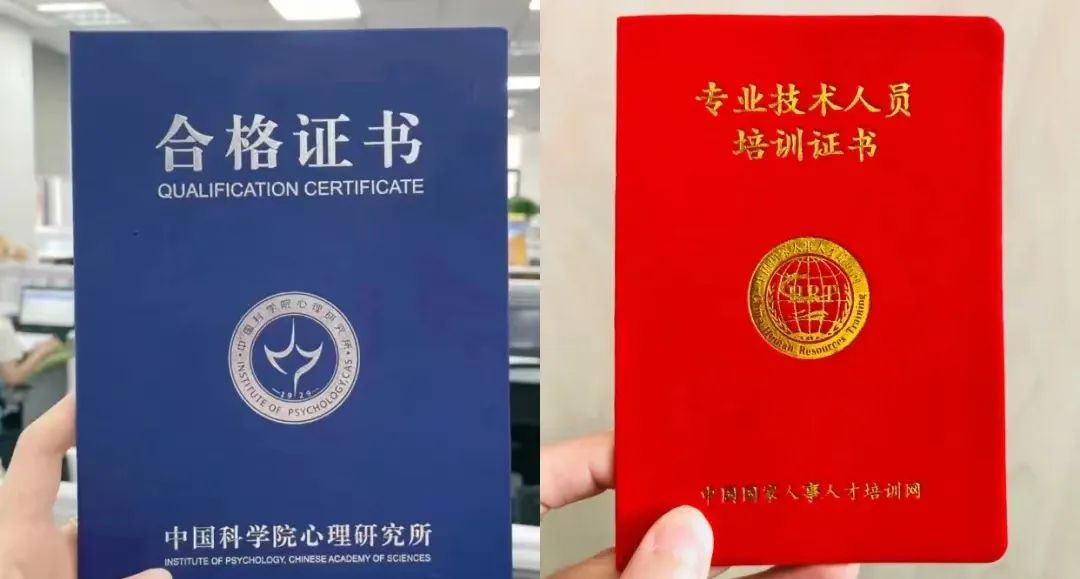 合格证书
QUALIFICATION CERTIFICATE
·中国科学院心理研究所·
INSTITUTE OF PSYCHOLOGY,CAS
1929
中国科学院心理研究所
INSTITUTE OF PSYCHOLOGY, CHINESE ACADEMY OF SCIENCES
专业技术人员
培训证书
Human Resources Training
中国国家人事人才培训网